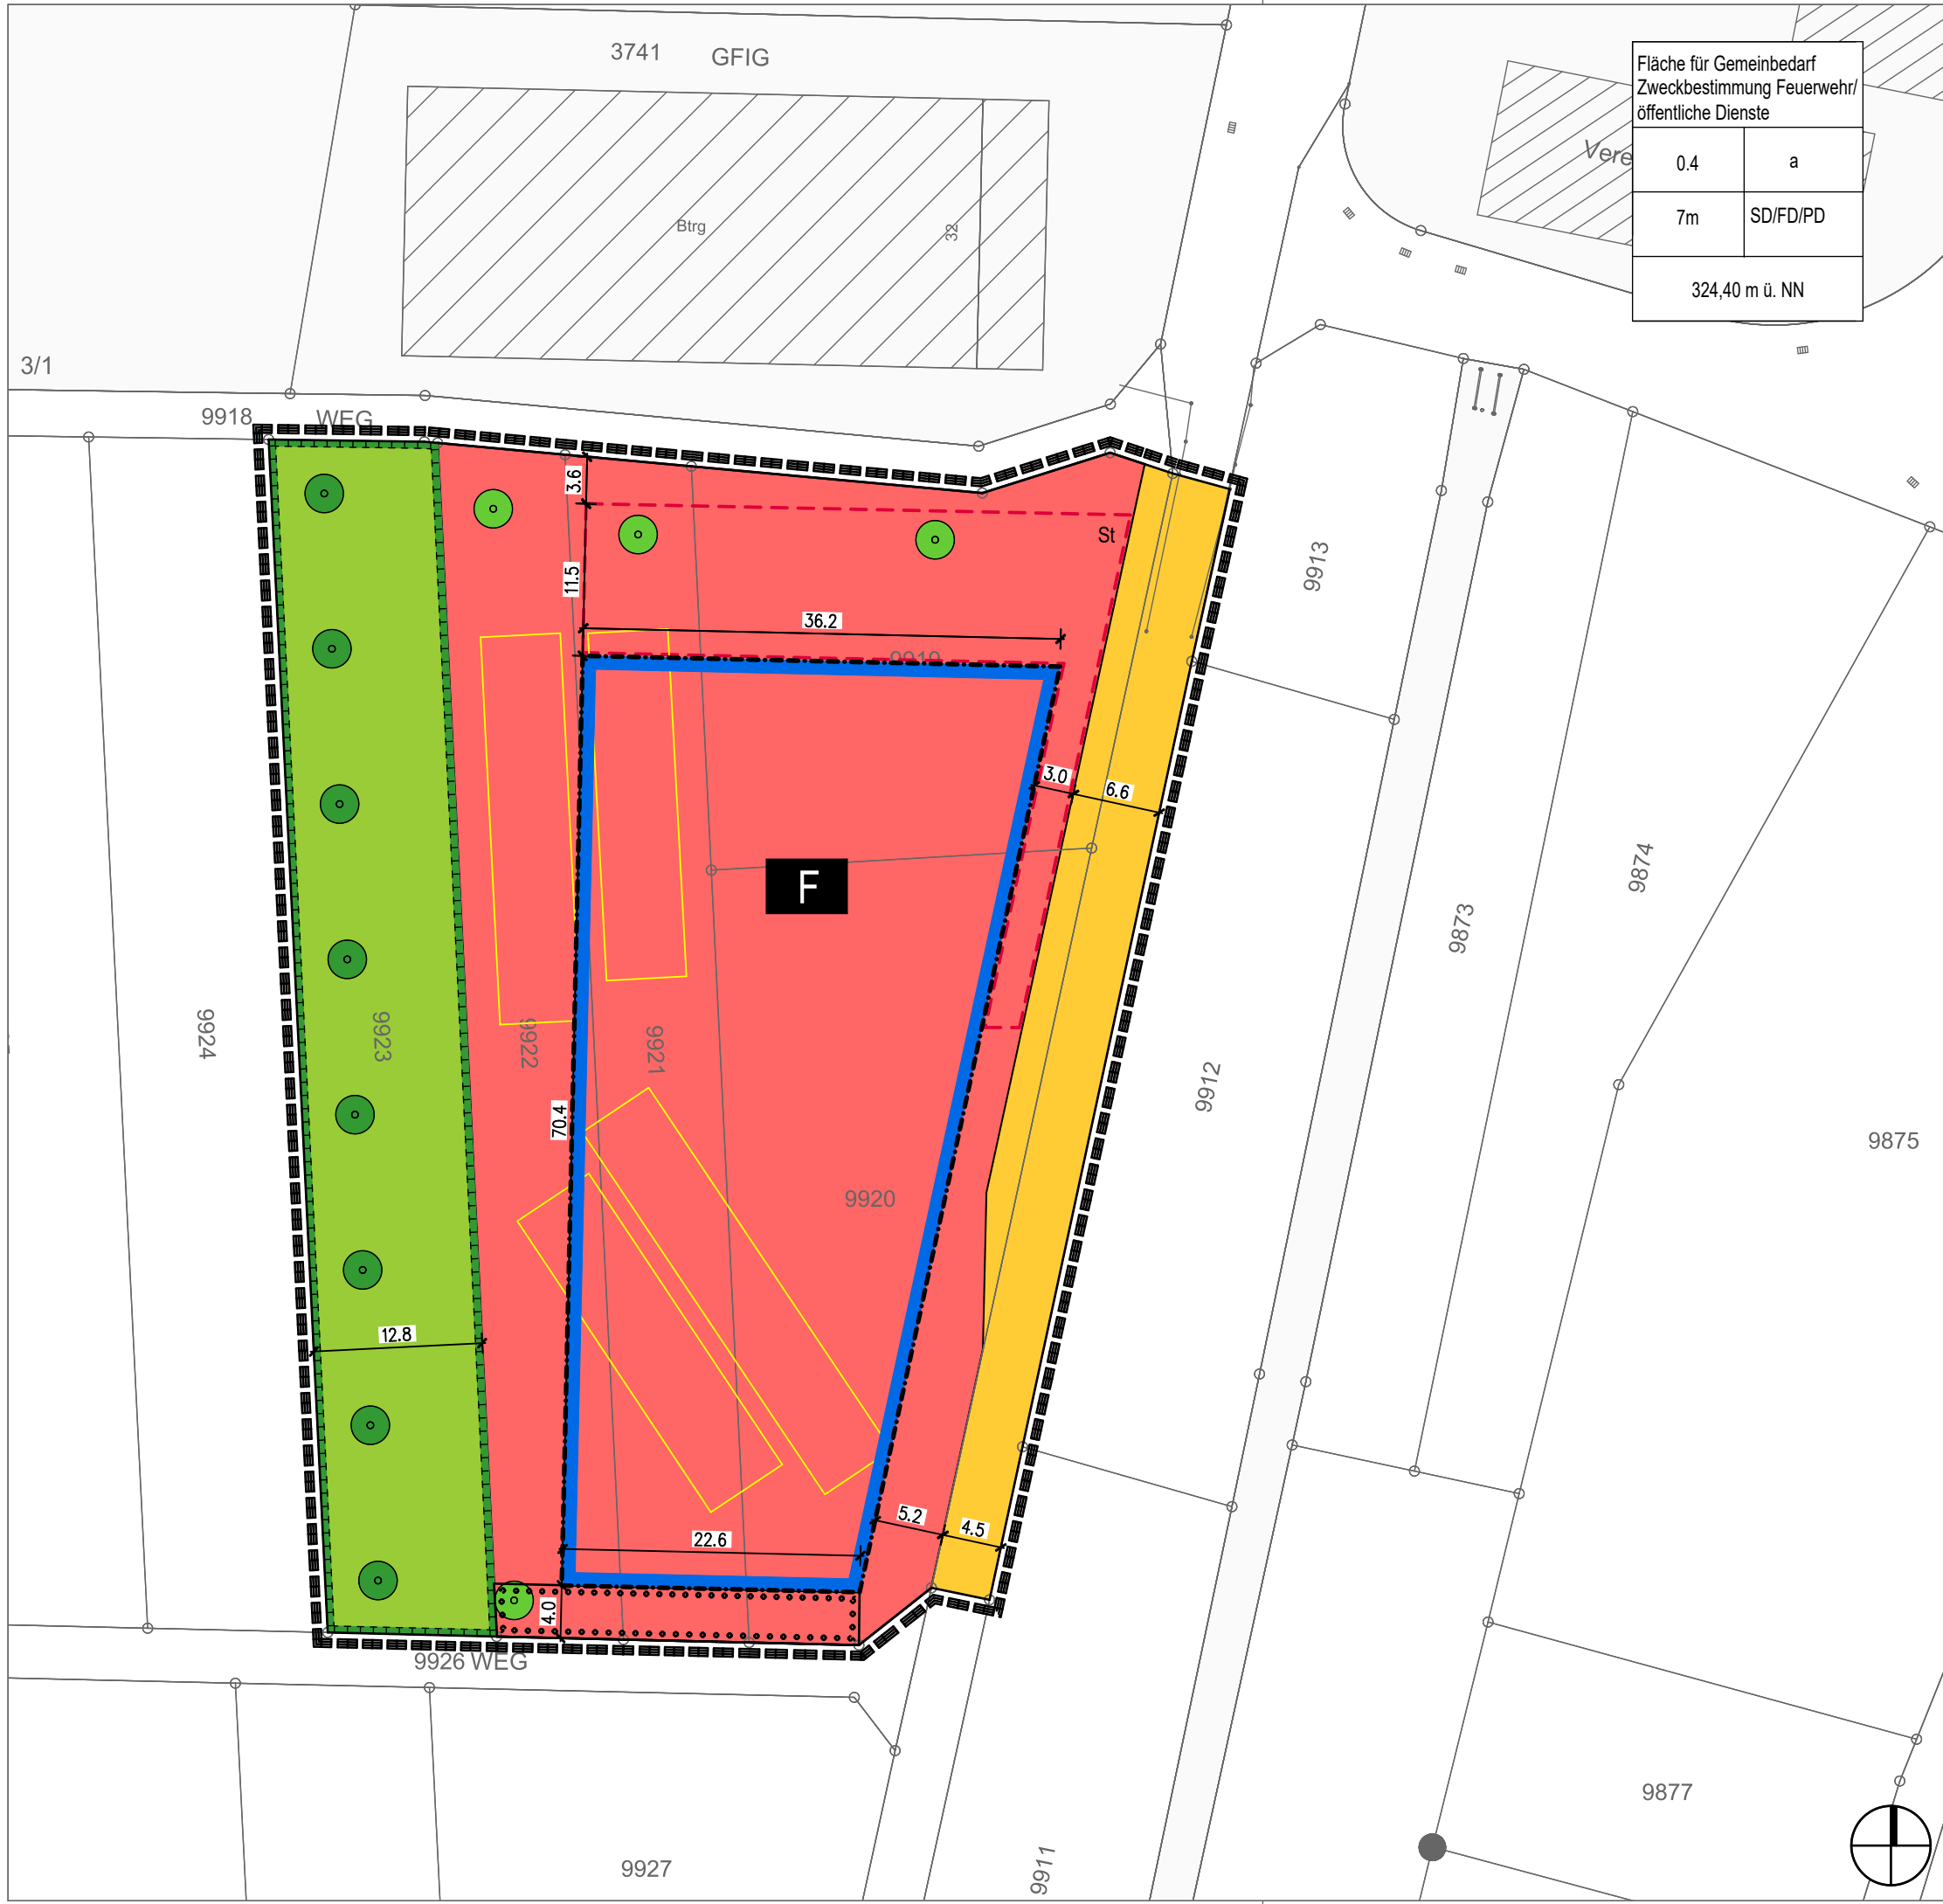 3741 GFIG
Fläche für Gemeinbedarf
Zweckbestimmung Feuerwehr/
öffentliche Dienste
0.4 a
7m SD/FD/PD
324,40 m ü. NN
Vere
Btrg
32
3/1
9918 WEG
3.6
St
11.5
9913
36.2
9919
3.0
6.6
F
9874
9873
9924
9923
9922
9921
9912
70.4
9875
9920
12.8
5.2
4.5
22.6
4.0
9926 WEG
9877
9927
9911